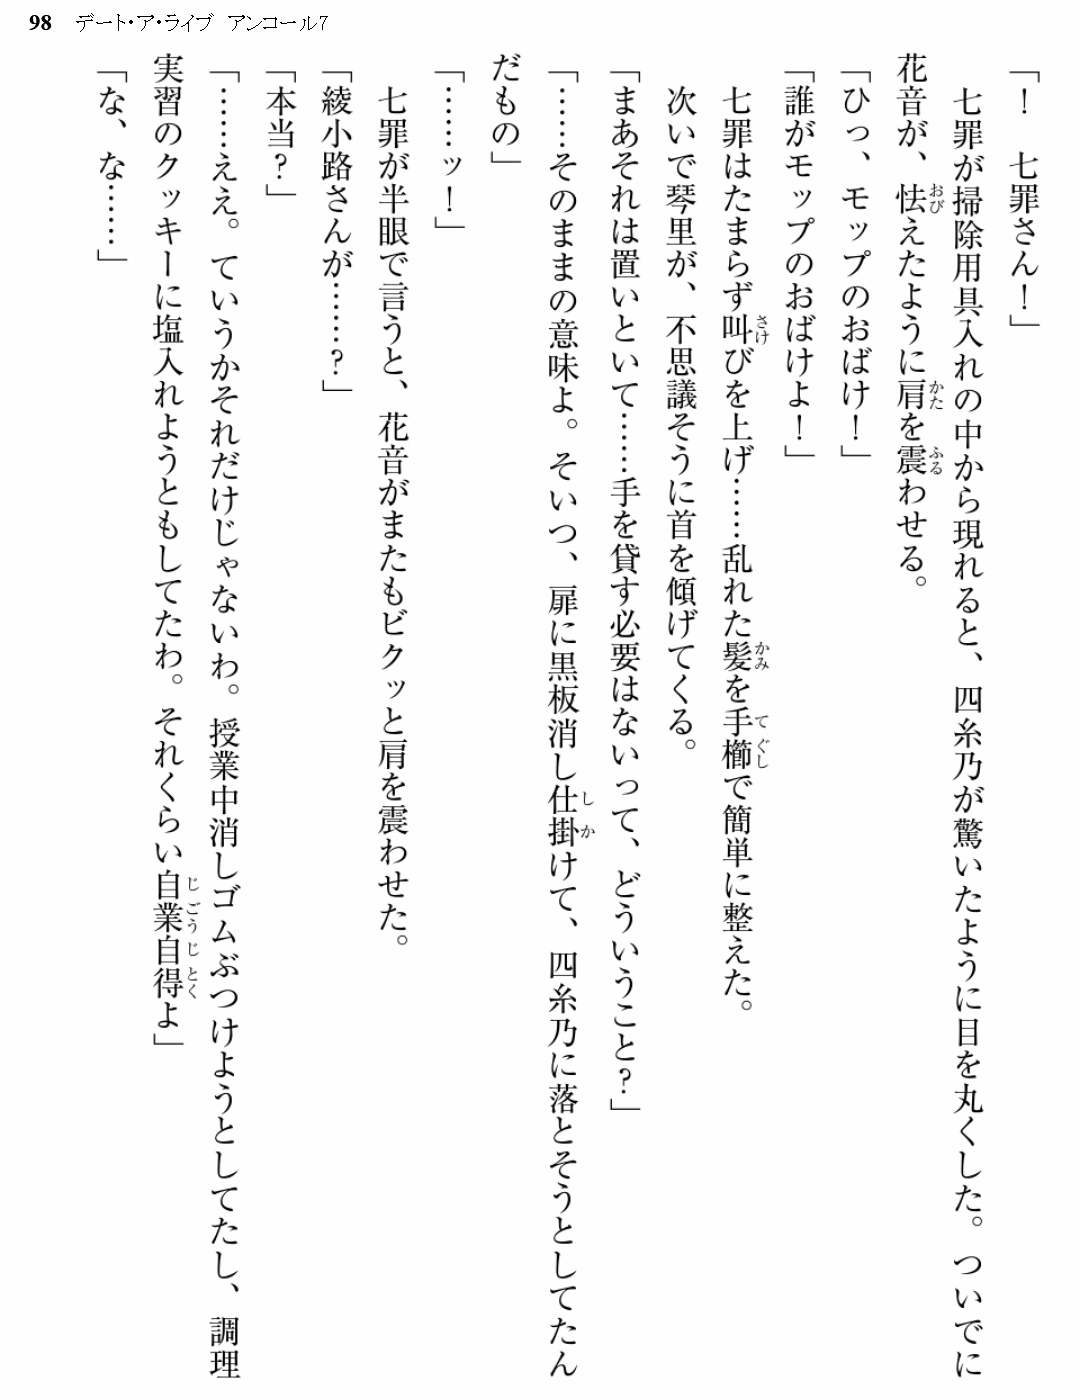 98 デート・ア・ライブ アンコール7
「！　七罪さん！」
　七罪が掃除用具入れの中から現れると、四糸乃が驚いたように目を丸くした。ついでに
花音が、怯えたように肩を震わせる。
「ひっ、モップのおばけ！」
「誰がモップのおばけよ！」
　七罪はたまらず叫びを上げ……乱れた髪を手櫛で簡単に整えた。
　次いで琴里が、不思議そうに首を傾げてくる。
「まあそれは置いといて……手を貸す必要はないって、どういうこと？」
「……そのままの意味よ。そいつ、扉に黒板消し仕掛けて、四糸乃に落とそうとしてたん
だもの」
「……ッ！」
　七罪が半眼で言うと、花音がまたもビクッと肩を震わせた。
「綾小路さんが……？」
「本当？」
「……ええ。ていうかそれだけじゃないわ。授業中消しゴムぶつけようとしてたし、調理
実習のクッキーに塩入れようともしてたわ。それくらい自業自得よ」
「な、な……」